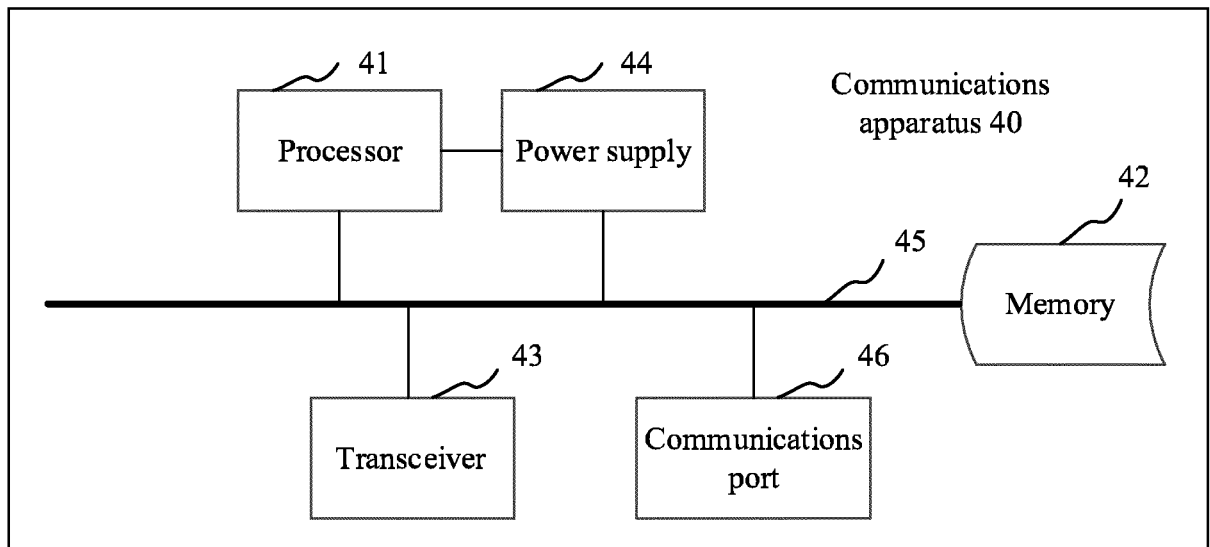 41
44
Communications
apparatus 40
Processor
Power supply
42
45
Memory
43
46
Transceiver
Communications
port